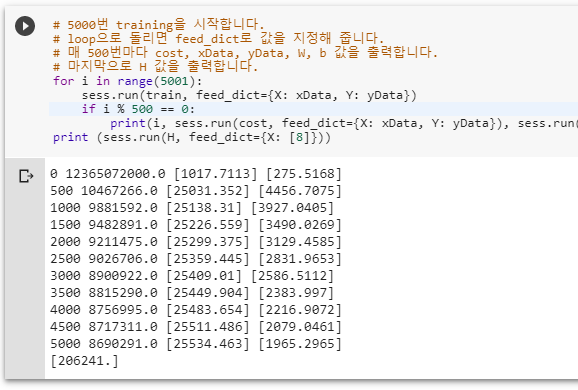 # 5000번 training을 시작합니다.
# loop으로 돌리면 feed_dict로 값을 지정해 줍니다.
# 매 500번마다 cost, xData, yData, W, b 값을 출력합니다.
# 마지막으로 H 값을 출력합니다.
for i in range(5001):
    sess.run(train, feed_dict={X: xData, Y: yData})
    if i % 500 == 0:
        print(i, sess.run(cost, feed_dict={X: xData, Y: yData}), sess.run(
print (sess.run(H, feed_dict={X: [8]}))
0 12365072000.0 [1017.7113] [275.5168]
500 10467266.0 [25031.352] [4456.7075]
1000 9881592.0 [25138.31] [3927.0405]
1500 9482891.0 [25226.559] [3490.0269]
2000 9211475.0 [25299.375] [3129.4585]
2500 9026706.0 [25359.445] [2831.9653]
3000 8900922.0 [25409.01] [2586.5112]
3500 8815290.0 [25449.904] [2383.997]
4000 8756995.0 [25483.654] [2216.9072]
4500 8717311.0 [25511.486] [2079.0461]
5000 8690291.0 [25534.463] [1965.2965]
[206241.]